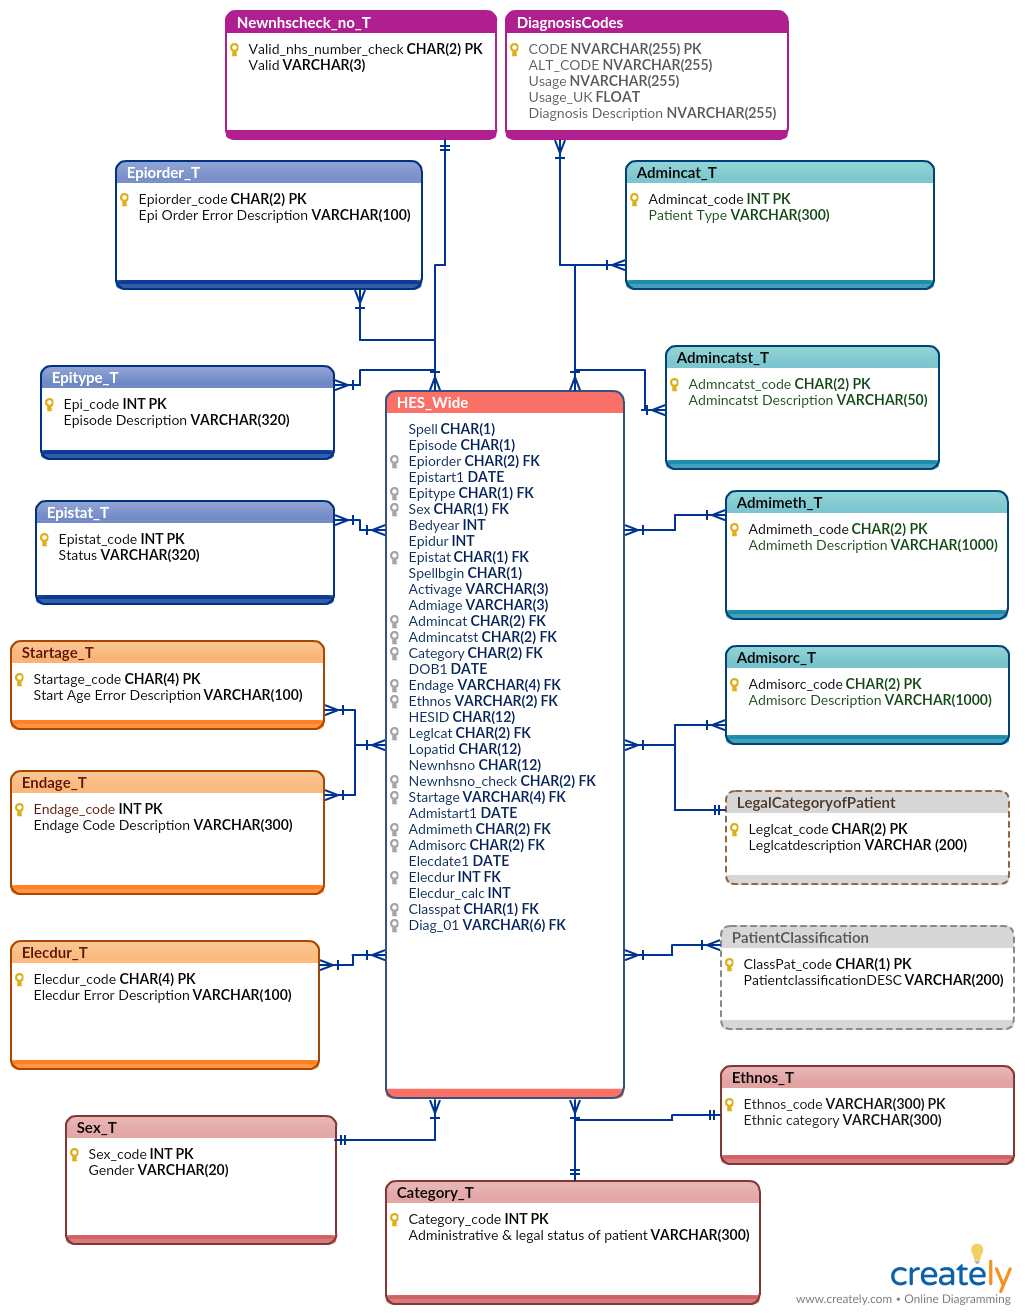 Newnhscheck_no_T
Valid_nhs_number_check CHAR(2) PK
Valid VARCHAR(3)
DiagnosisCodes
CODE NVARCHAR(255) PK
ALT_CODE NVARCHAR(255)
Usage NVARCHAR(255)
Usage_UK FLOAT
Diagnosis Description NVARCHAR(255)
Epiorder_T
Epiorder_code CHAR(2) PK
Epi Order Error Description VARCHAR(100)
Admincat_T
Admincat_code INT PK
Patient Type VARCHAR(300)
Epitype_T
Epi_code INT PK
Episode Description VARCHAR(320)
Admincatst_T
Admncatst_code CHAR(2) PK
Admincatst Description VARCHAR(50)
HES_Wide
Spell CHAR(1)
Episode CHAR(1)
Epiorder CHAR(2) FK
Epistart1 DATE
Epitype CHAR(1) FK
Sex CHAR(1) FK
Bedyear INT
Epidur INT
Epistat CHAR(1) FK
Spellbgin CHAR(1)
Activage VARCHAR(3)
Admiage VARCHAR(3)
Admincat CHAR(2) FK
Admincatst CHAR(2) FK
Category CHAR(2) FK
DOB1 DATE
Endage VARCHAR(4) FK
Ethnos VARCHAR(2) FK
HESID CHAR(12)
Leglcat CHAR(2) FK
Lopatid CHAR(12)
Newnhsno CHAR(12)
Newnhsno_check CHAR(2) FK
Startage VARCHAR(4) FK
Admistart1 DATE
Admimeth CHAR(2) FK
Admisorc CHAR(2) FK
Elecdate1 DATE
Elecdur INT FK
Elecdur_calc INT
Classpat CHAR(1) FK
Diag_01 VARCHAR(6) FK
Epistat_T
Epistat_code INT PK
Status VARCHAR(320)
Admimeth_T
Admimeth_code CHAR(2) PK
Admimeth Description VARCHAR(1000)
Startage_T
Startage_code CHAR(4) PK
Start Age Error Description VARCHAR(100)
Admisorc_T
Admisorc_code CHAR(2) PK
Admisorc Description VARCHAR(1000)
Endage_T
Endage_code INT PK
Endage Code Description VARCHAR(300)
LegalCategoryofPatient
Leglcat_code CHAR(2) PK
Leglcatdescription VARCHAR (200)
Elecdur_T
Elecdur_code CHAR(4) PK
Elecdur Error Description VARCHAR(100)
PatientClassification
ClassPat_code CHAR(1) PK
PatientclassificationDESC VARCHAR(200)
Ethnos_T
Ethnos_code VARCHAR(300) PK
Ethnic category VARCHAR(300)
Sex_T
Sex_code INT PK
Gender VARCHAR(20)
Category_T
Category_code INT PK
Administrative & legal status of patient VARCHAR(300)
creately
www.creately.com • Online Diagramming